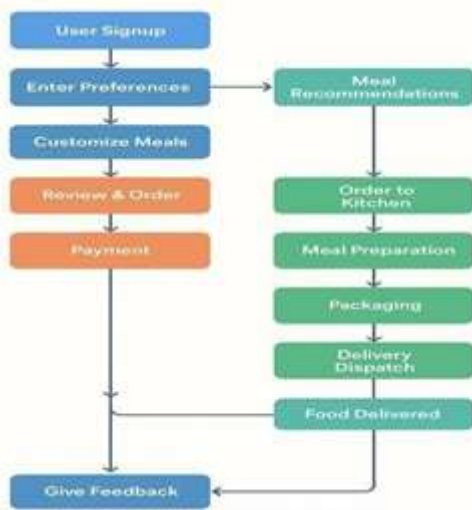 User Signup
Enter Preferences
Meal
Recommendations
Customize Meals
Review & Order
Order to
Kitchen
Payment
Meal Preparation
Packaging
Delivery
Dispatch
Food Delivered
Give Feedback